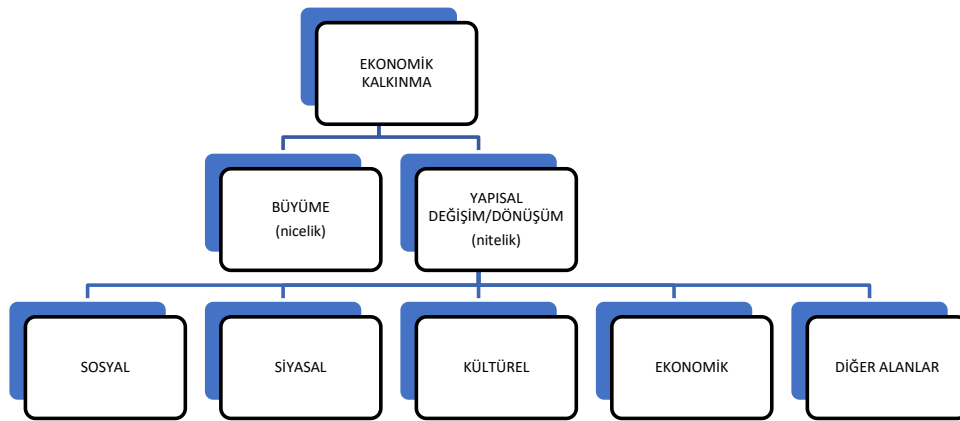 EKONOMİK
KALKINMA
BÜYÜME
(nicelik)
YAPISAL
DEĞİŞİM/DÖNÜŞÜM
(nitelik)
SOSYAL
SİYASAL
KÜLTÜREL
EKONOMİK
DİĞER ALANLAR